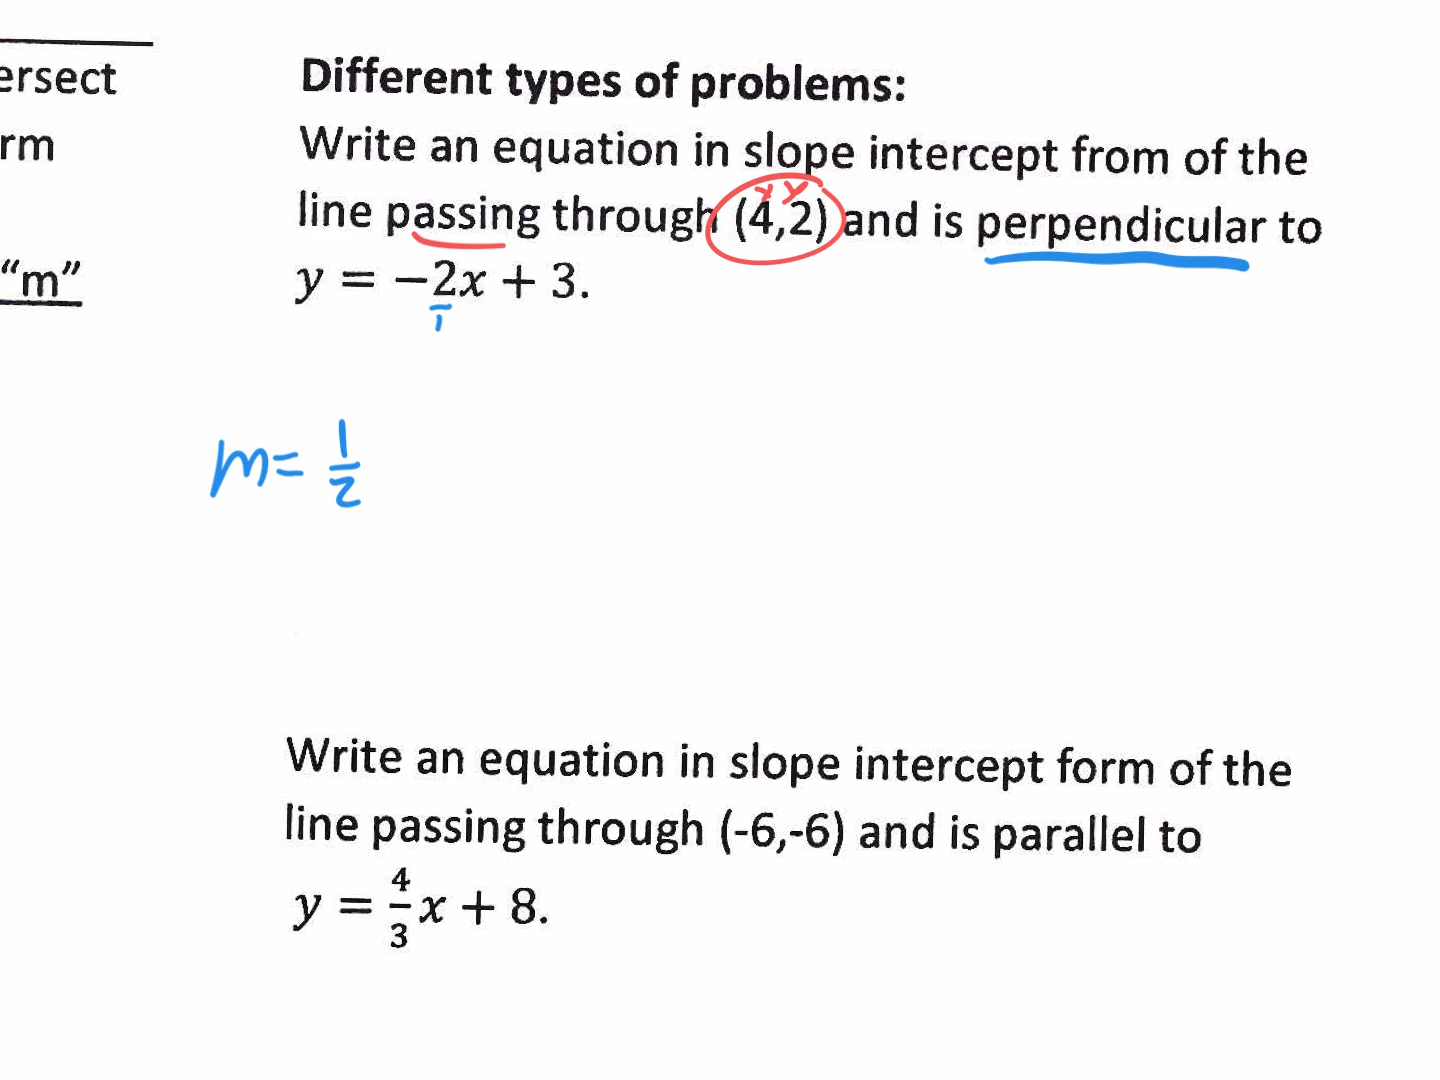 ersect
rm
"m"
Different types of problems:
Write an equation in slope intercept from of the
line passing through (4,2) and is perpendicular to
x y
y = −2x + 3.
1
m= 1/2
Write an equation in slope intercept form of the
line passing through (-6,-6) and is parallel to
y = 4/3 x + 8.